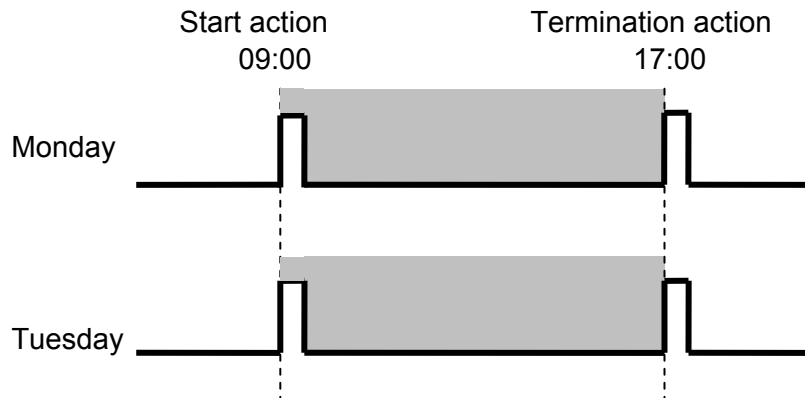 Start action
Termination action
09:00
17:00
Monday
Tuesday